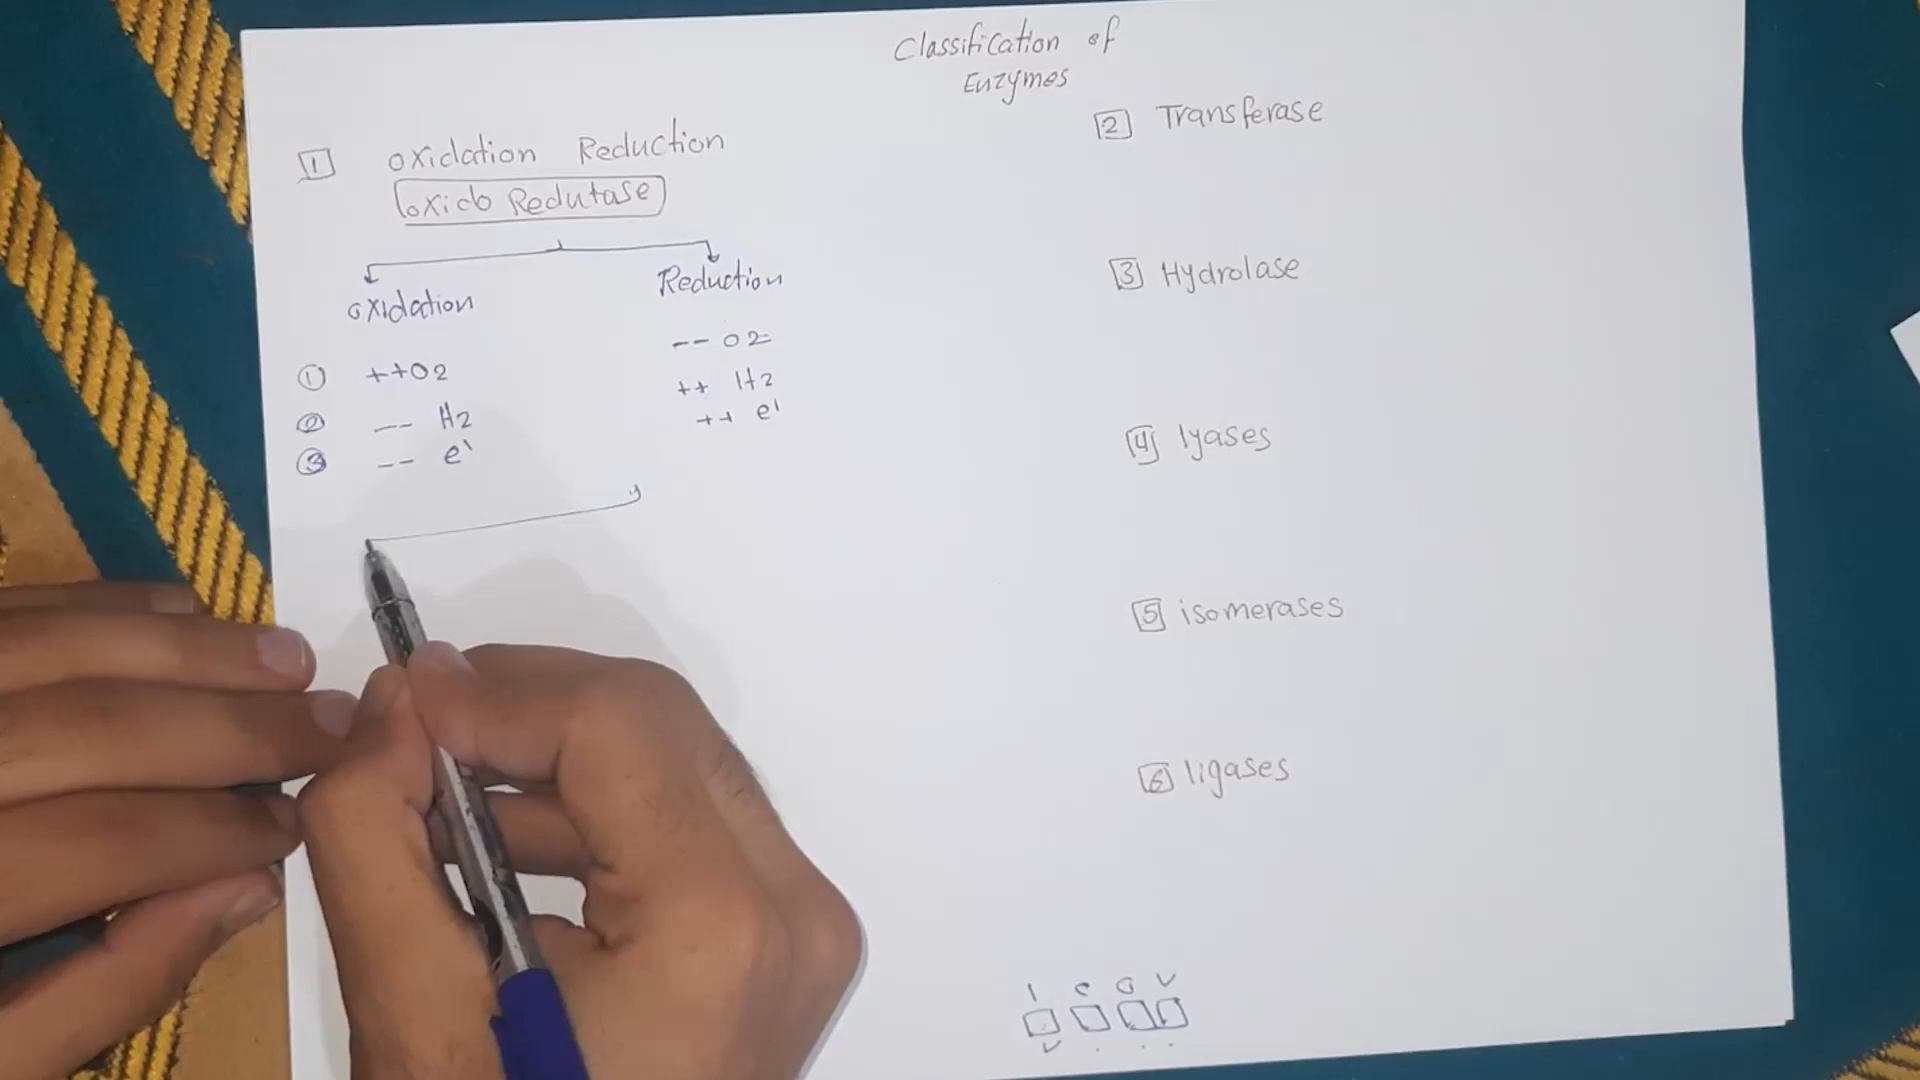 Classification of
Enzymes
1 oxidation Reduction
oxido Redutase
oxidation
Reduction
① ++O2
② -- H2
③ -- e'
-- O2
++ H2
++ e'
2 Transferase
3 Hydrolase
4 lyases
5 isomerases
6 ligases